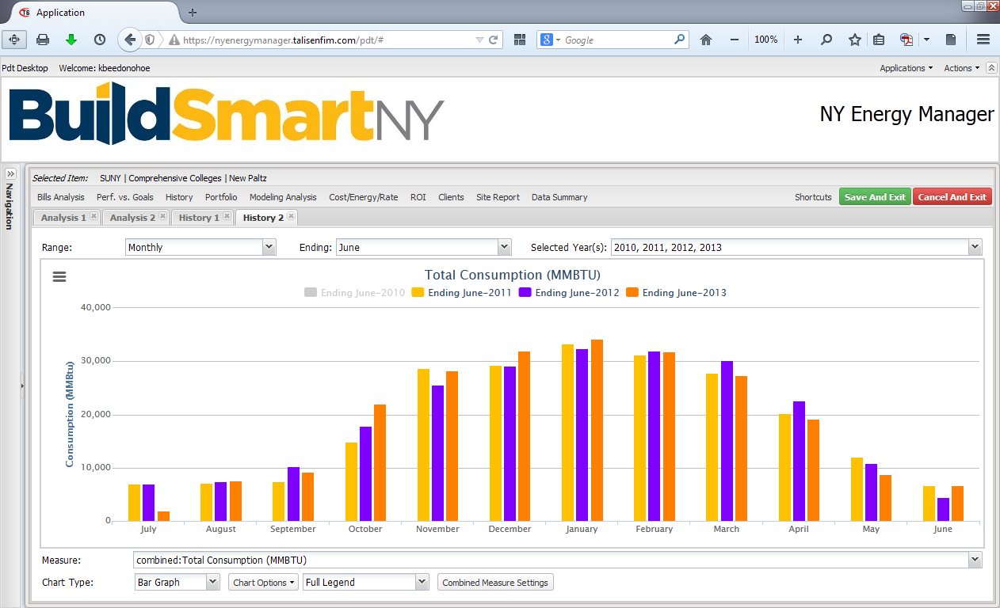 Application
https://nyenergymanager.talisenfim.com/pdt/#
Google
100%
Pdt Desktop Welcome: kbeedonohoe Applications Actions
BuildSmartNY
NY Energy Manager
Navigation
Selected Item: SUNY | Comprehensive Colleges | New Paltz
Bills Analysis Perf. vs. Goals History Portfolio Modeling Analysis Cost/Energy/Rate ROI Clients Site Report Data Summary Shortcuts Save And Exit Cancel And Exit
Analysis 1 Analysis 2 History 1 History 2
Range: Monthly Ending: June Selected Year(s): 2010, 2011, 2012, 2013
Total Consumption (MMBTU)
Ending June-2010 Ending June-2011 Ending June-2012 Ending June-2013
Consumption (MMBtu)
40,000
30,000
20,000
10,000
0
July August September October November December January February March April May June
Measure: combined:Total Consumption (MMBTU)
Chart Type: Bar Graph Chart Options Full Legend Combined Measure Settings